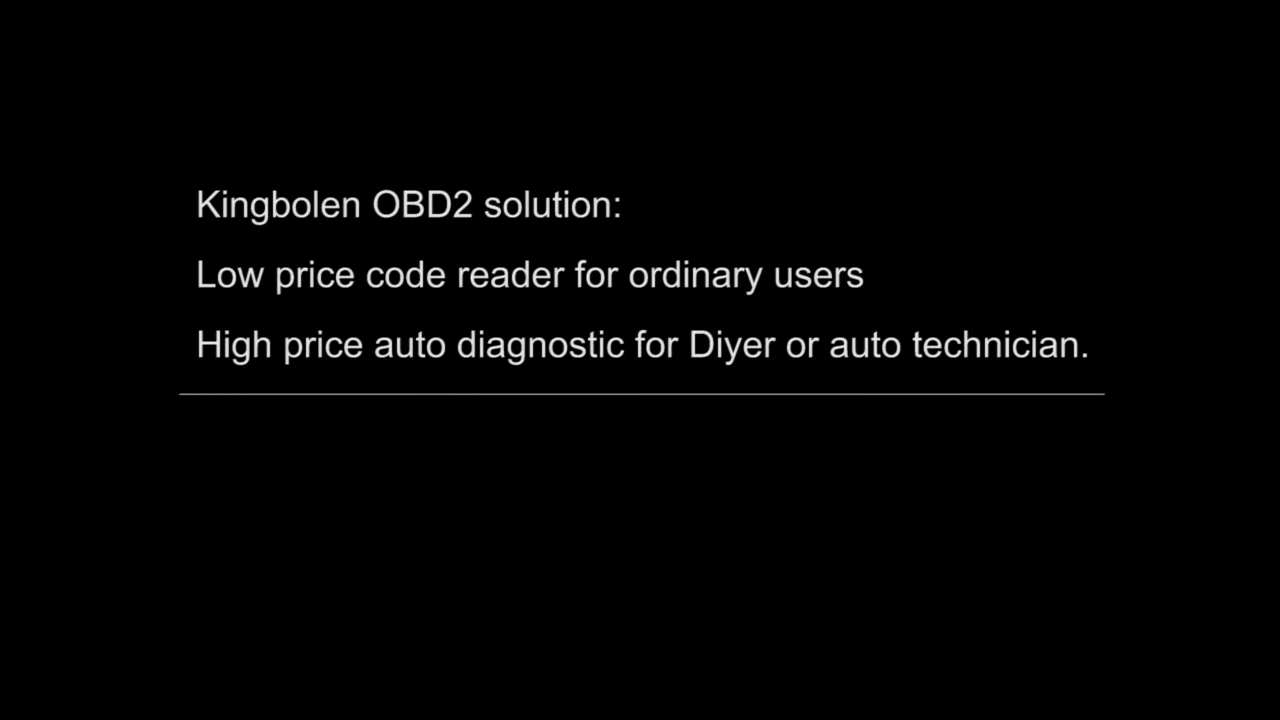 Kingbolen OBD2 solution:
Low price code reader for ordinary users
High price auto diagnostic for Diyer or auto technician.